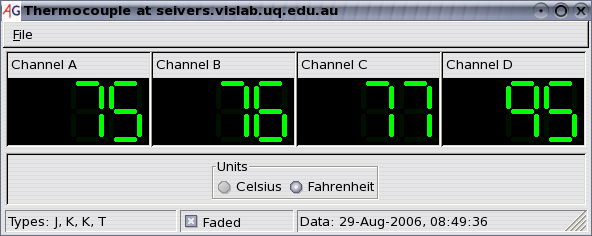 AG Thermocouple at seivers.vislab.uq.edu.au
File
Channel A Channel B Channel C Channel D
75 76 77 95
Units
Celsius Fahrenheit
Types: J, K, K, T Faded Data: 29-Aug-2006, 08:49:36